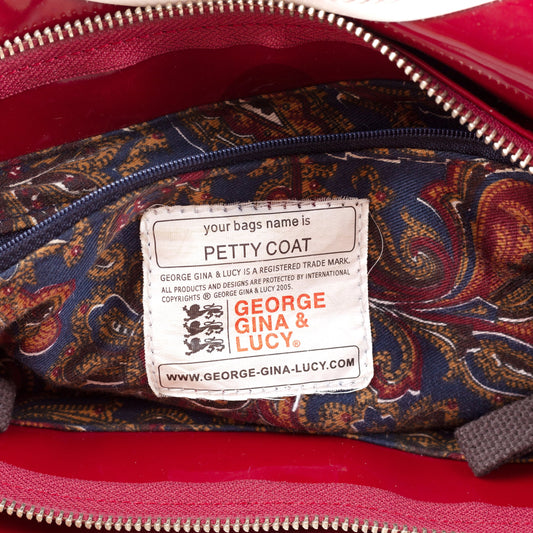 your bags name is
PETTY COAT
GEORGE GINA & LUCY IS A REGISTERED TRADE MARK.
ALL PRODUCTS AND DESIGNS ARE PROTECTED BY INTERNATIONAL
COPYRIGHTS ® GEORGE GINA & LUCY 2005.
GEORGE
GINA &
LUCY®
WWW.GEORGE-GINA-LUCY.COM